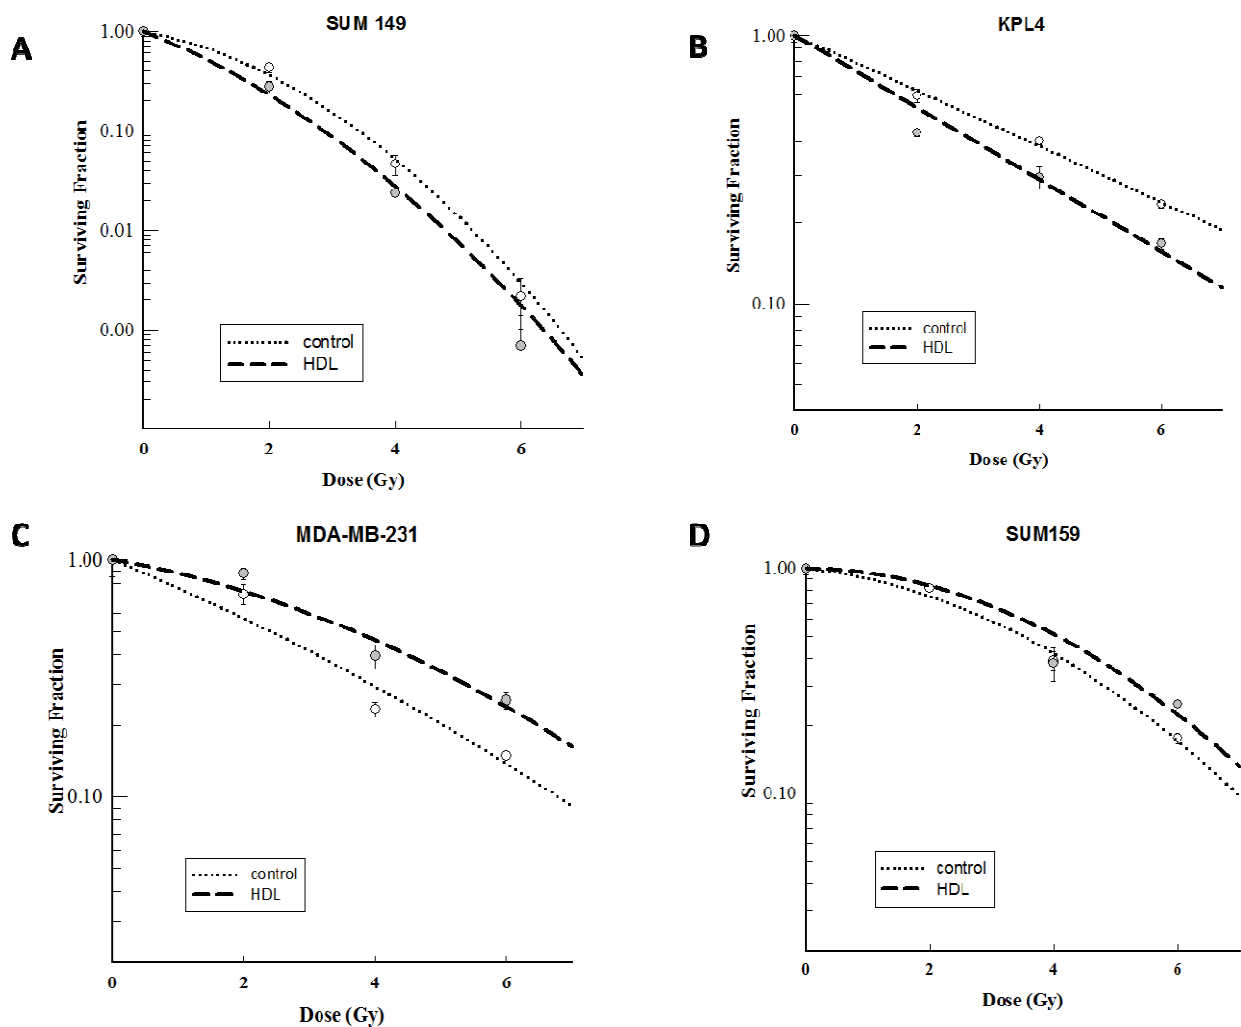 A
SUM 149
1.00
0.10
0.01
0.00
Surviving Fraction
control
HDL
0 2 4 6
Dose (Gy)
B
KPL4
1.00
0.10
Surviving Fraction
control
HDL
0 2 4 6
Dose (Gy)
C
MDA-MB-231
1.00
0.10
Surviving Fraction
control
HDL
0 2 4 6
Dose (Gy)
D
SUM159
1.00
0.10
Surviving Fraction
control
HDL
0 2 4 6
Dose (Gy)